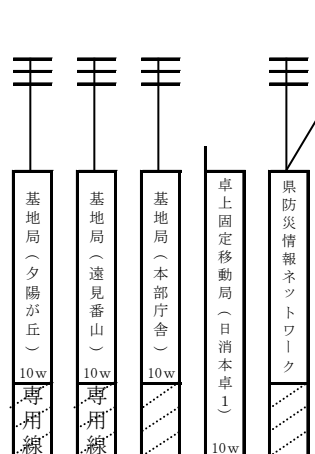 基地局(夕陽が丘)
10w
専用線
基地局(遠見番山)
10w
専用線
基地局(本部庁舎)
10w
卓上固定移動局(日消本卓1)
10w
県防災情報ネットワーク